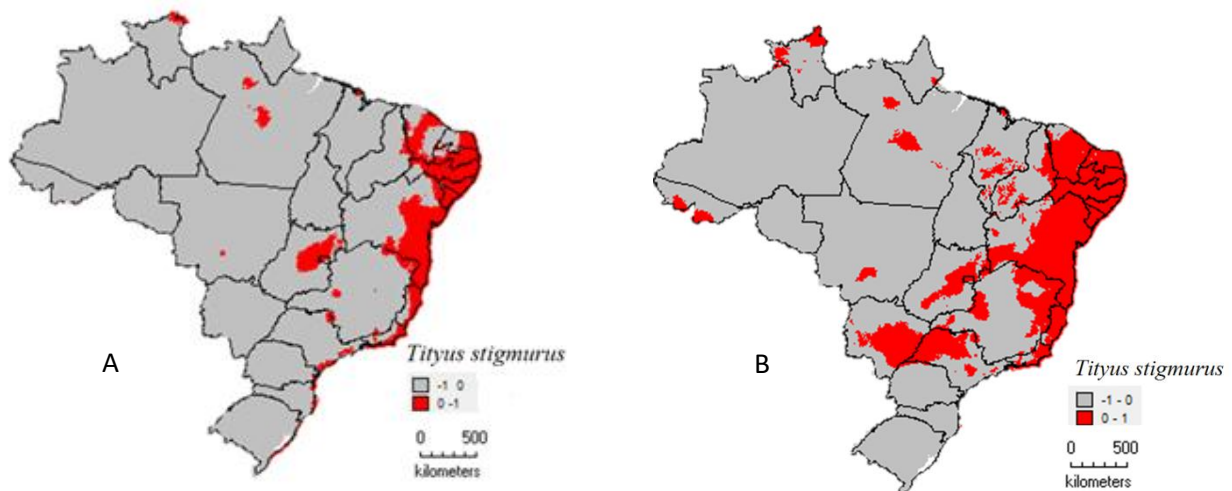 A
Tityus stigmurus
-1 0
0 -1
0 500
kilometers
B
Tityus stigmurus
-1 - 0
0 - 1
0 500
kilometers